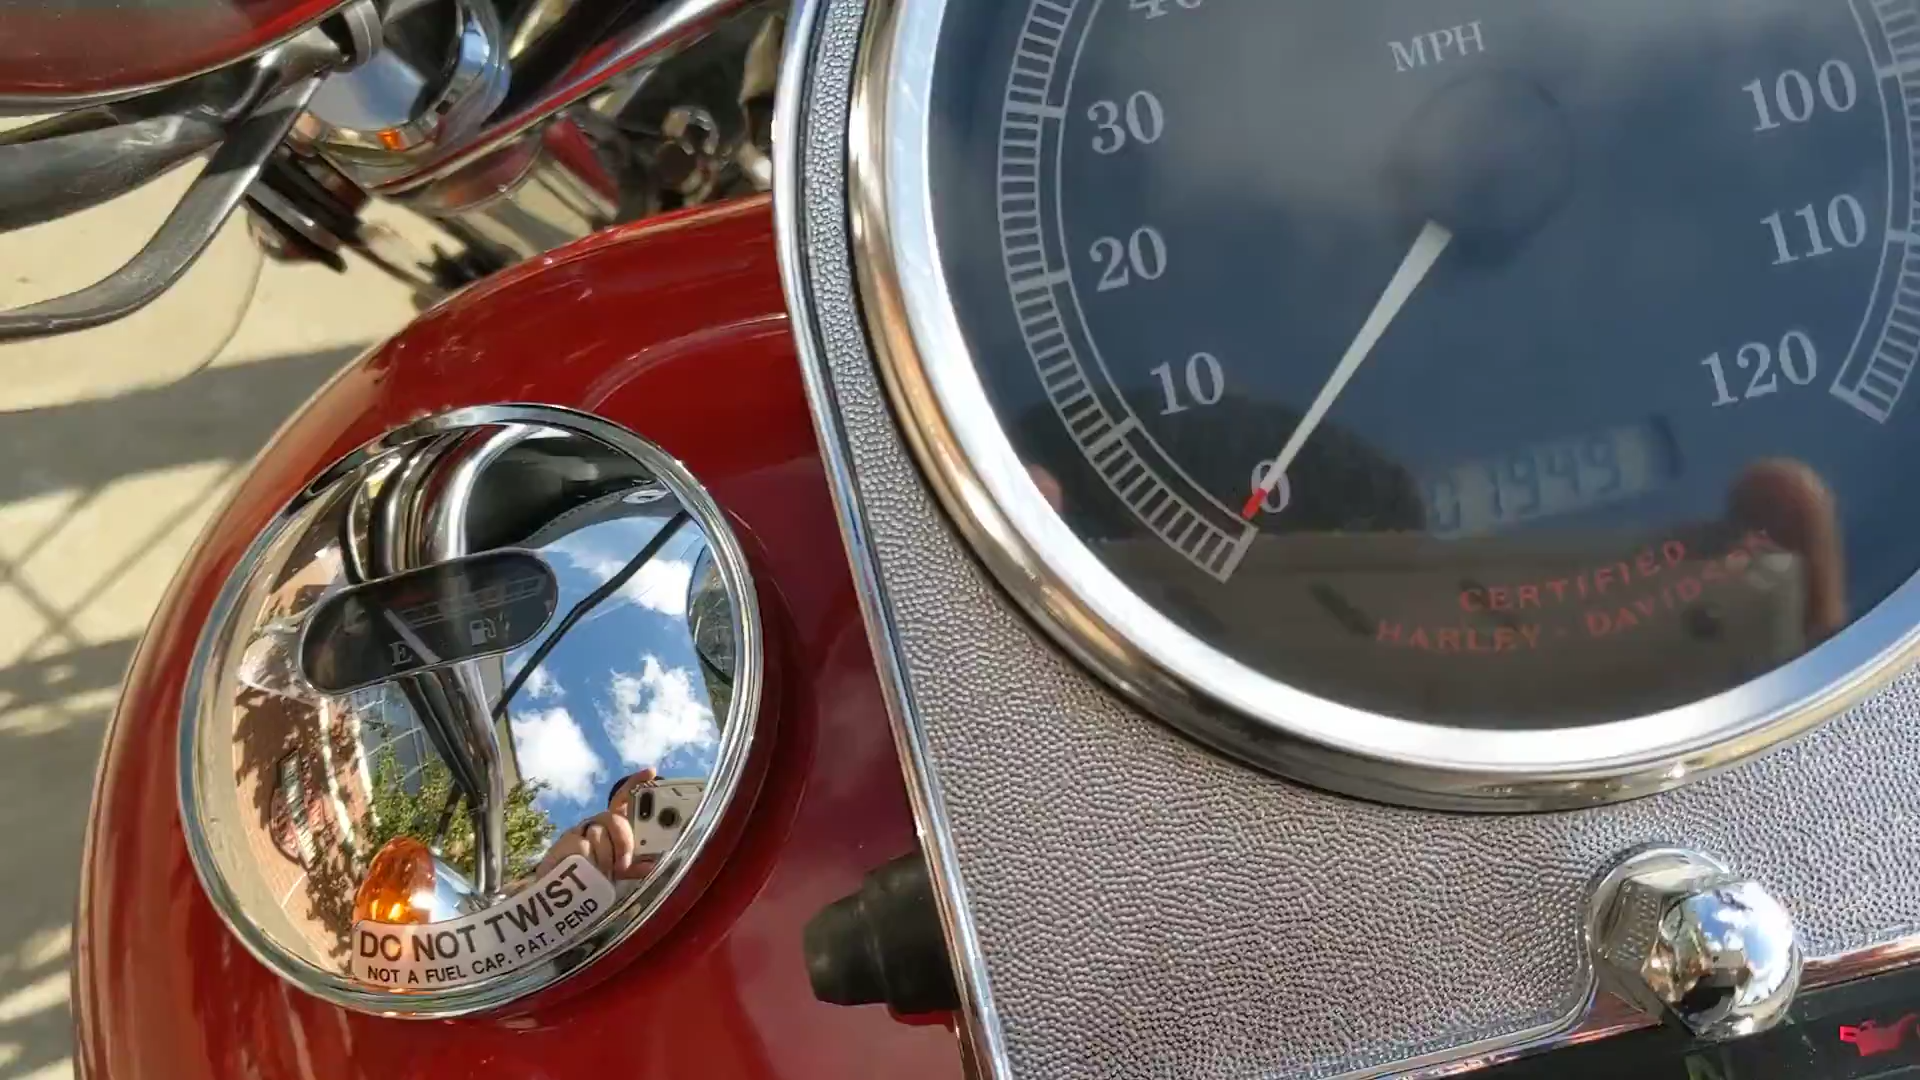 MPH
30
20
10
0
100
110
120
CERTIFIED
HARLEY-DAVIDSON
E
DO NOT TWIST
NOT A FUEL CAP. PAT. PEND